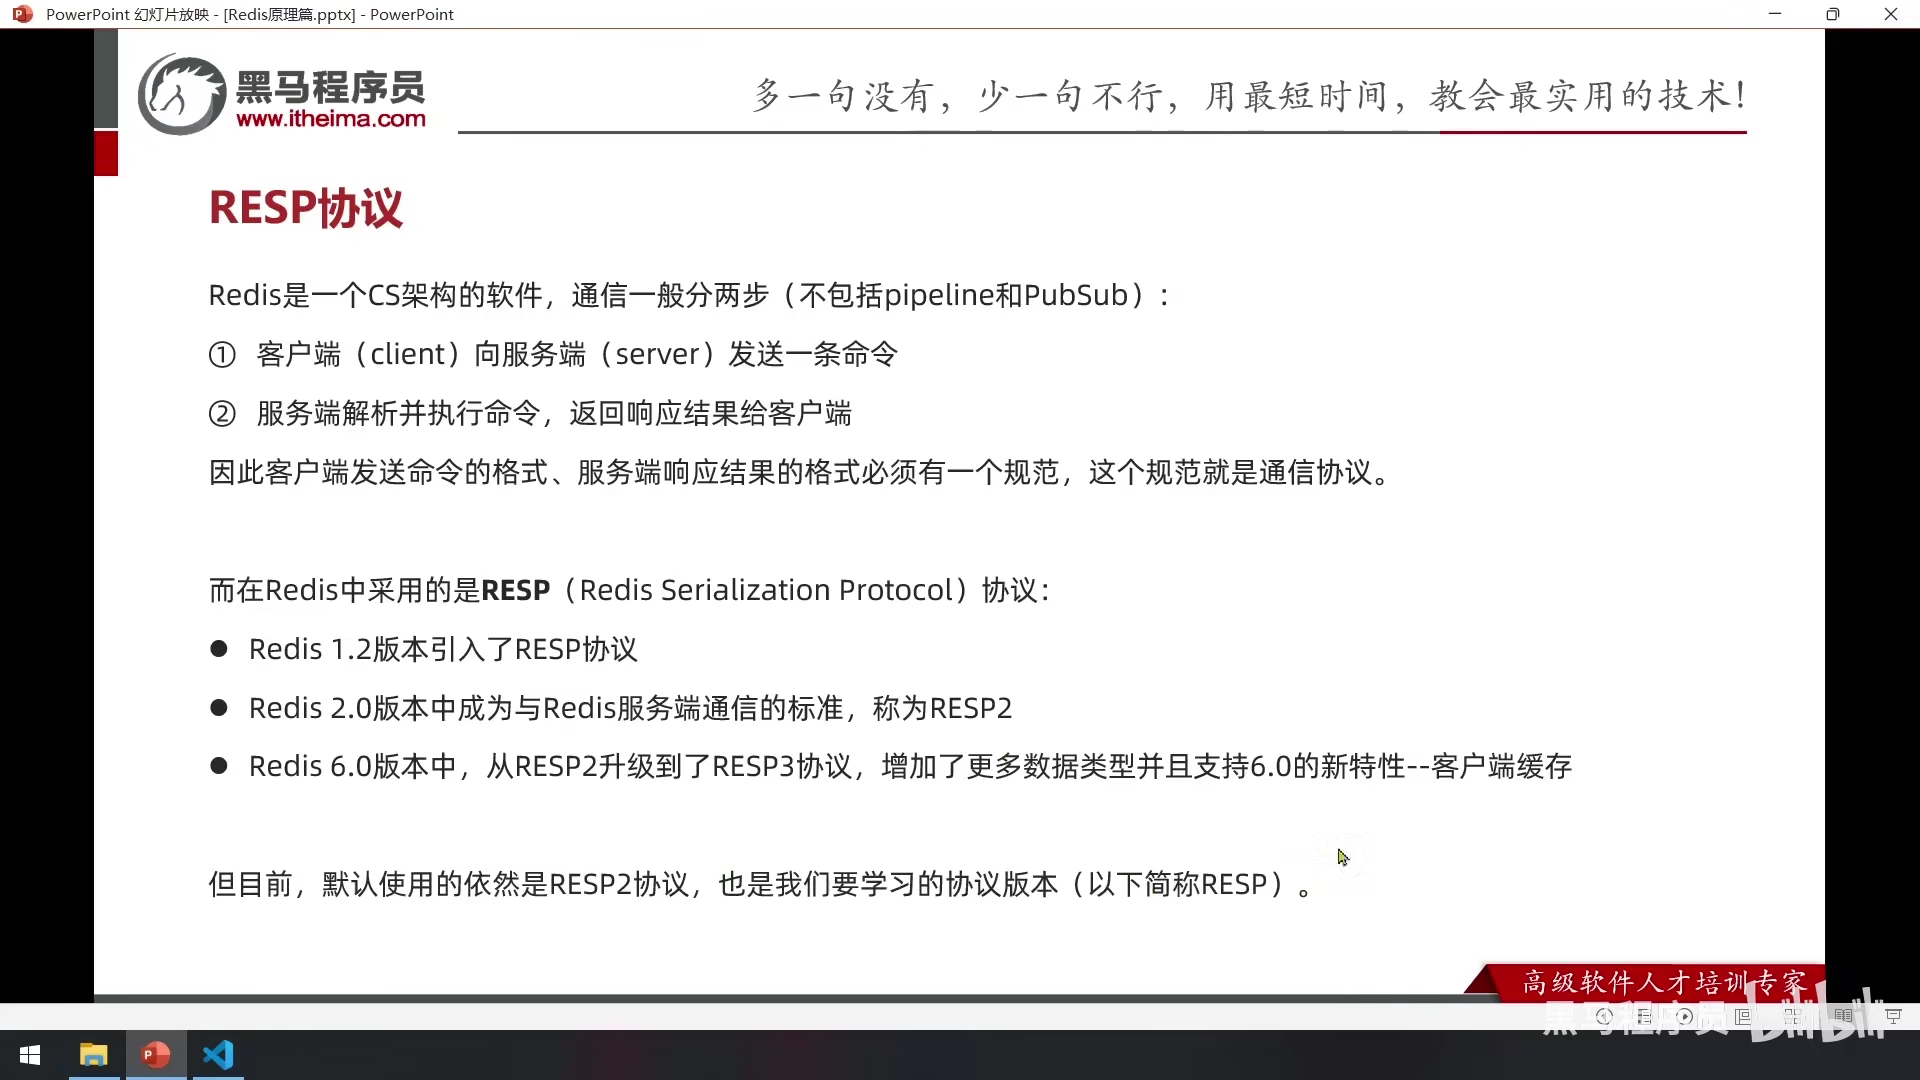 PowerPoint 幻灯片放映 - [Redis原理篇.pptx] - PowerPoint
黑马程序员
www.itheima.com
多一句没有，少一句不行，用最短时间，教会最实用的技术！
RESP协议
Redis是一个CS架构的软件，通信一般分两步（不包括pipeline和PubSub）：
① 客户端（client）向服务端（server）发送一条命令
② 服务端解析并执行命令，返回响应结果给客户端
因此客户端发送命令的格式、服务端响应结果的格式必须有一个规范，这个规范就是通信协议。
而在Redis中采用的是RESP（Redis Serialization Protocol）协议：
● Redis 1.2版本引入了RESP协议
● Redis 2.0版本中成为与Redis服务端通信的标准，称为RESP2
● Redis 6.0版本中，从RESP2升级到了RESP3协议，增加了更多数据类型并且支持6.0的新特性--客户端缓存
但目前，默认使用的依然是RESP2协议，也是我们要学习的协议版本（以下简称RESP）。
高级软件人才培训专家
黑马程序员 bilibili